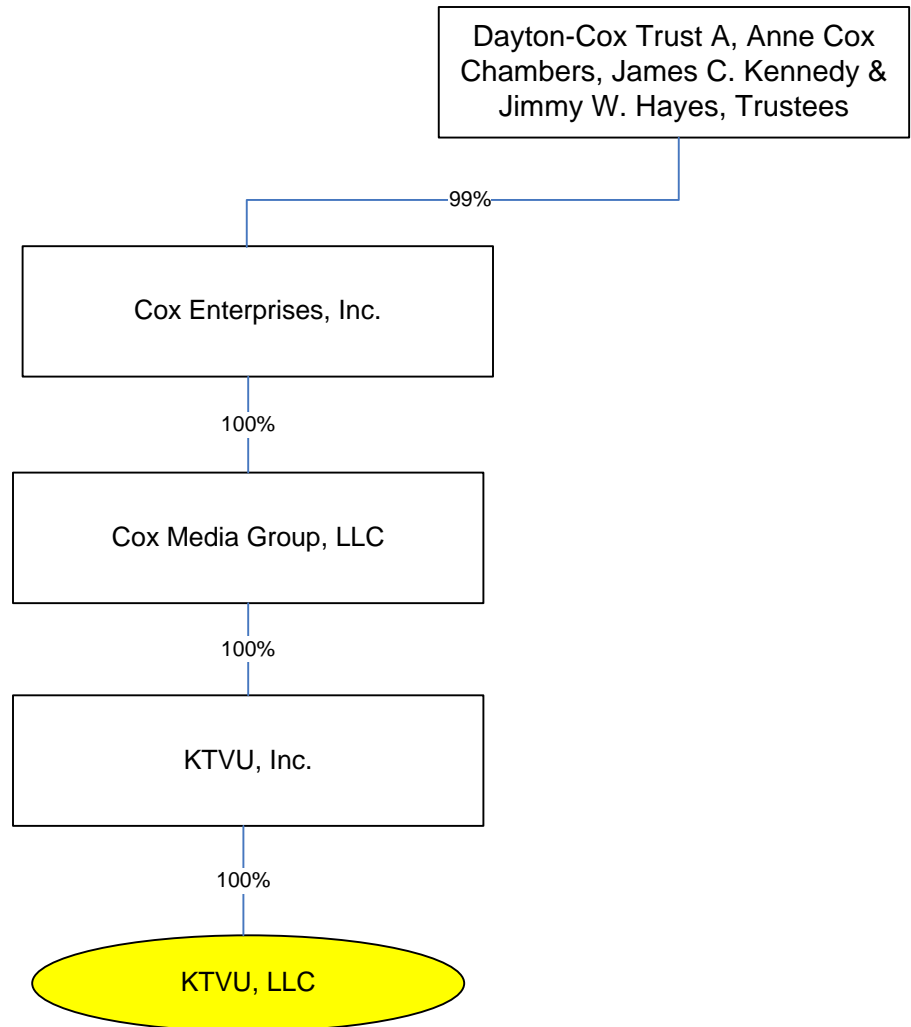 Dayton-Cox Trust A, Anne Cox
Chambers, James C. Kennedy &
Jimmy W. Hayes, Trustees
99%
Cox Enterprises, Inc.
100%
Cox Media Group, LLC
100%
KTVU, Inc.
100%
KTVU, LLC